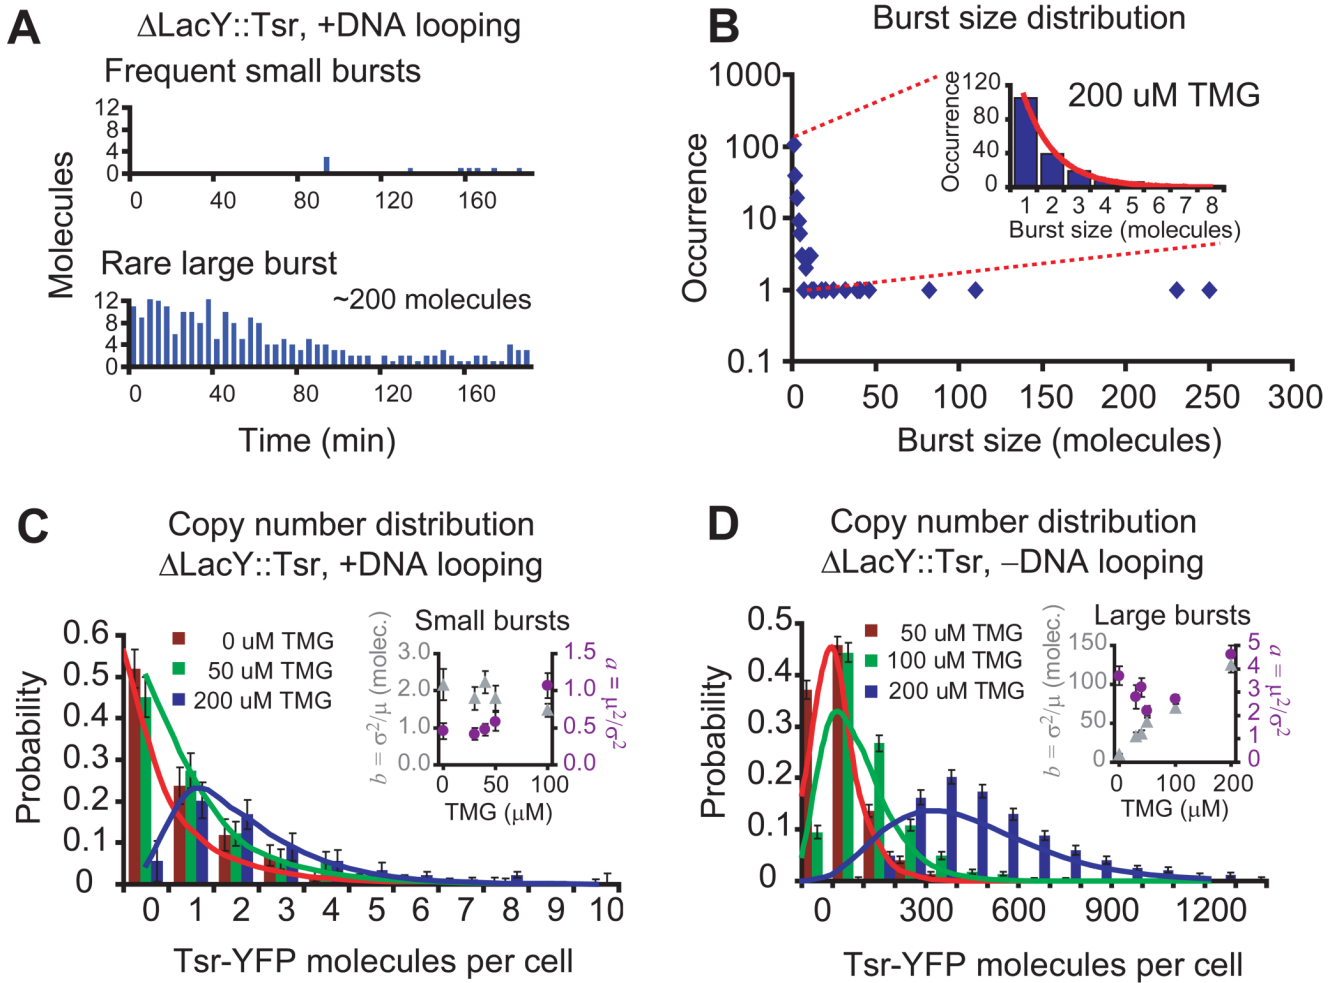 A
ΔLacY::Tsr, +DNA looping
Frequent small bursts
Molecules
12
8
4
0
0 40 80 120 160
Rare large burst
~200 molecules
12
8
4
0
0 40 80 120 160
Time (min)
B
Burst size distribution
Occurrence
1000
100
10
1
0.1
0 50 100 150 200 250 300
Burst size (molecules)
200 uM TMG
Occurrence
120
80
40
0
1 2 3 4 5 6 7 8
Burst size (molecules)
C
Copy number distribution
ΔLacY::Tsr, +DNA looping
Probability
0.6
0.5
0.4
0.3
0.2
0.1
0
0 1 2 3 4 5 6 7 8 9 10
Tsr-YFP molecules per cell
0 uM TMG
50 uM TMG
200 uM TMG
Small bursts
b = σ²/μ (molec.)
3.0
2.0
1.0
0.0
1.5
1.0
0.5
0.0
a = μ²/σ²
0 50 100
TMG (μM)
D
Copy number distribution
ΔLacY::Tsr, –DNA looping
Probability
0.5
0.4
0.3
0.2
0.1
0
0 300 600 900 1200
Tsr-YFP molecules per cell
50 uM TMG
100 uM TMG
200 uM TMG
Large bursts
b = σ²/μ (molec.)
150
100
50
0
5
4
3
2
1
0
a = μ²/σ²
0 100 200
TMG (μM)